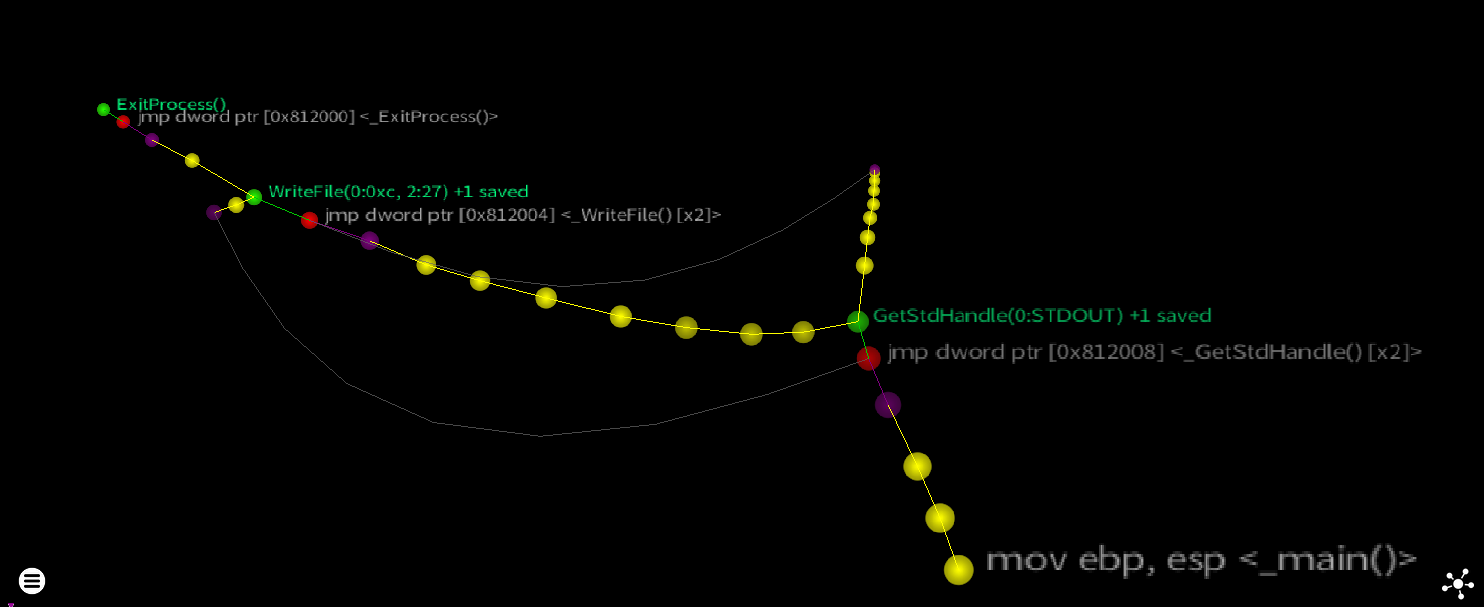 ExitProcess()
jmp dword ptr [0x812000] <_ExitProcess()>
WriteFile(0:0xc, 2:27) +1 saved
jmp dword ptr [0x812004] <_WriteFile() [x2]>
GetStdHandle(0:STDOUT) +1 saved
jmp dword ptr [0x812008] <_GetStdHandle() [x2]>
mov ebp, esp <_main()>